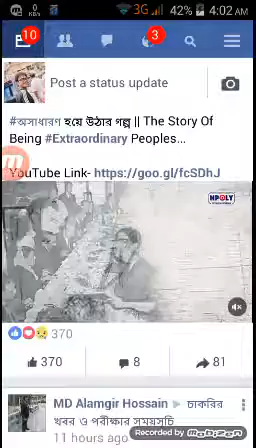 0
KB/S
3G
42%
4:02 AM
10
3
Post a status update
#অসাধারণ হয়ে উঠার গল্প || The Story Of
Being #Extraordinary Peoples...
YouTube Link- https://goo.gl/fcSDhJ
NPOLY
370
370
8
81
MD Alamgir Hossain ▸ চাকরির
খবর ও পরীক্ষার সময়সূচি
11 hours ago
Recorded by Mobizen